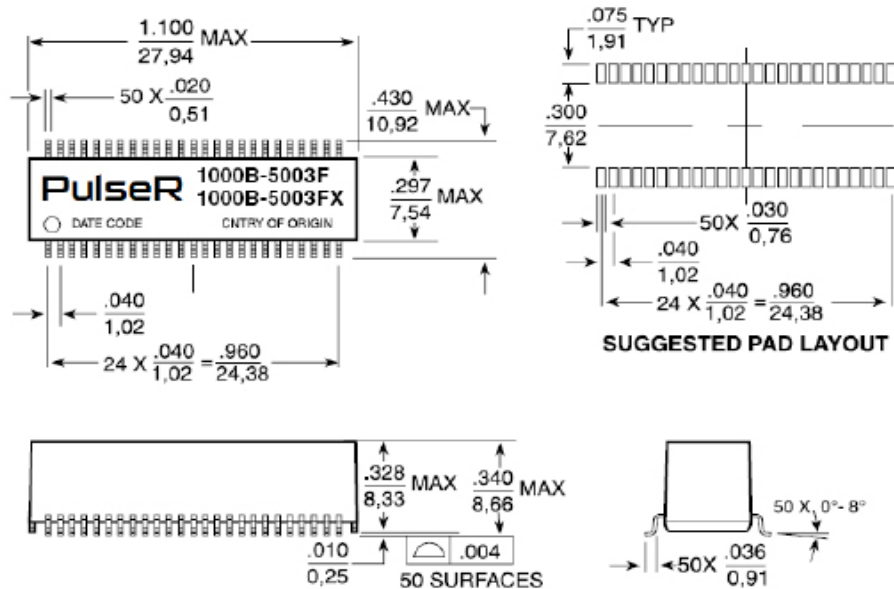 1.100
27,94 MAX
50 X .020
0,51
.430
10,92 MAX
PulseR 1000B-5003F
1000B-5003FX
DATE CODE CNTRY OF ORIGIN
.297
7,54 MAX
.040
1,02
24 X .040
1,02 = .960
24,38
.075
1,91 TYP
.300
7,62
50X .030
0,76
.040
1,02
24 X .040
1,02 = .960
24,38
SUGGESTED PAD LAYOUT
.328
8,33 MAX
.340
8,66 MAX
.010
0,25
.004
50 SURFACES
50 X, 0°- 8°
50X .036
0,91